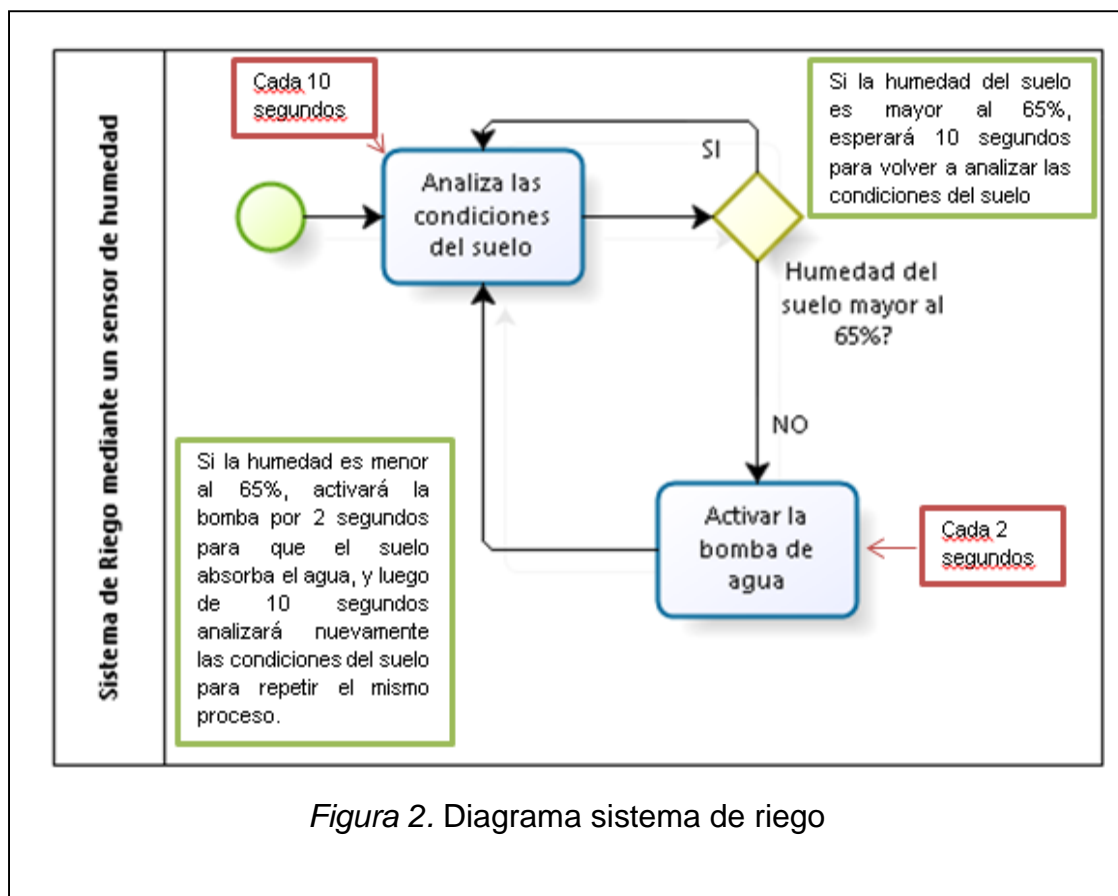 Sistema de Riego mediante un sensor de humedad
Cada 10
segundos
Analiza las
condiciones
del suelo
SI
Si la humedad del suelo
es mayor al 65%,
esperará 10 segundos
para volver a analizar las
condiciones del suelo
Humedad del
suelo mayor al
65%?
NO
Si la humedad es menor
al 65%, activará la
bomba por 2 segundos
para que el suelo
absorba el agua, y luego
de 10 segundos
analizará nuevamente
las condiciones del suelo
para repetir el mismo
proceso.
Activar la
bomba de
agua
Cada 2
segundos
Figura 2. Diagrama sistema de riego